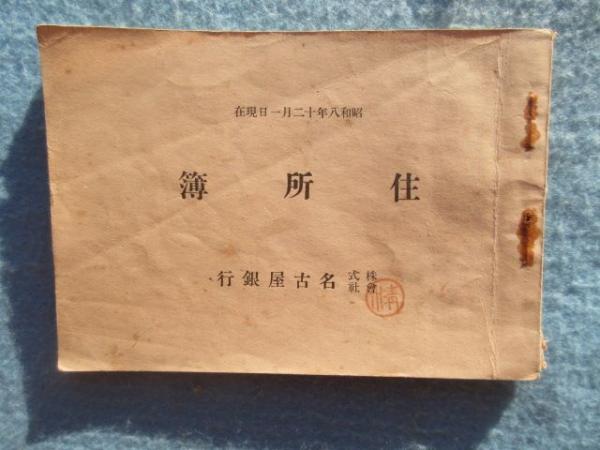 昭和八年十二月一日現在
住所簿
株式會社名古屋銀行